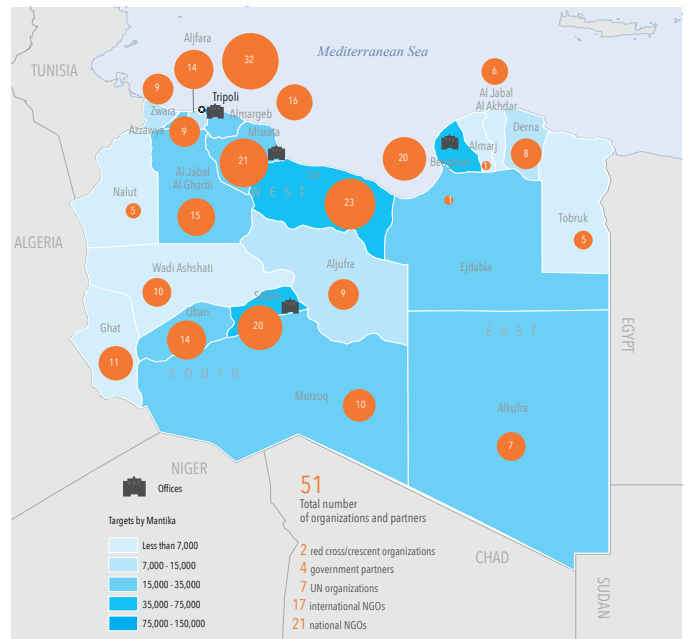 Mediterranean Sea
TUNISIA
Aljfara
14
32
9
16
6
Al Jabal
Al Akhdar
Tripoli
Zwara
Almargeb
Azzawya
9
Misrata
21
20
Almarj
1
Derna
8
Al Jabal
Al Gharbi
15
WEST
23
1
Nalut
5
Tobruk
5
ALGERIA
Wadi Ashshati
10
Aljufra
9
Ejdabia
Ubari
14
20
Ghat
11
EAST
EGYPT
SOUTH
Murzuq
10
Alkufra
7
NIGER
Offices
51
Total number
of organizations and partners
Targets by Mantika
Less than 7,000
7,000 - 15,000
15,000 - 35,000
35,000 - 75,000
75,000 - 150,000
2 red cross/crescent organizations
4 government partners
7 UN organizations
17 international NGOs
21 national NGOs
CHAD
SUDAN